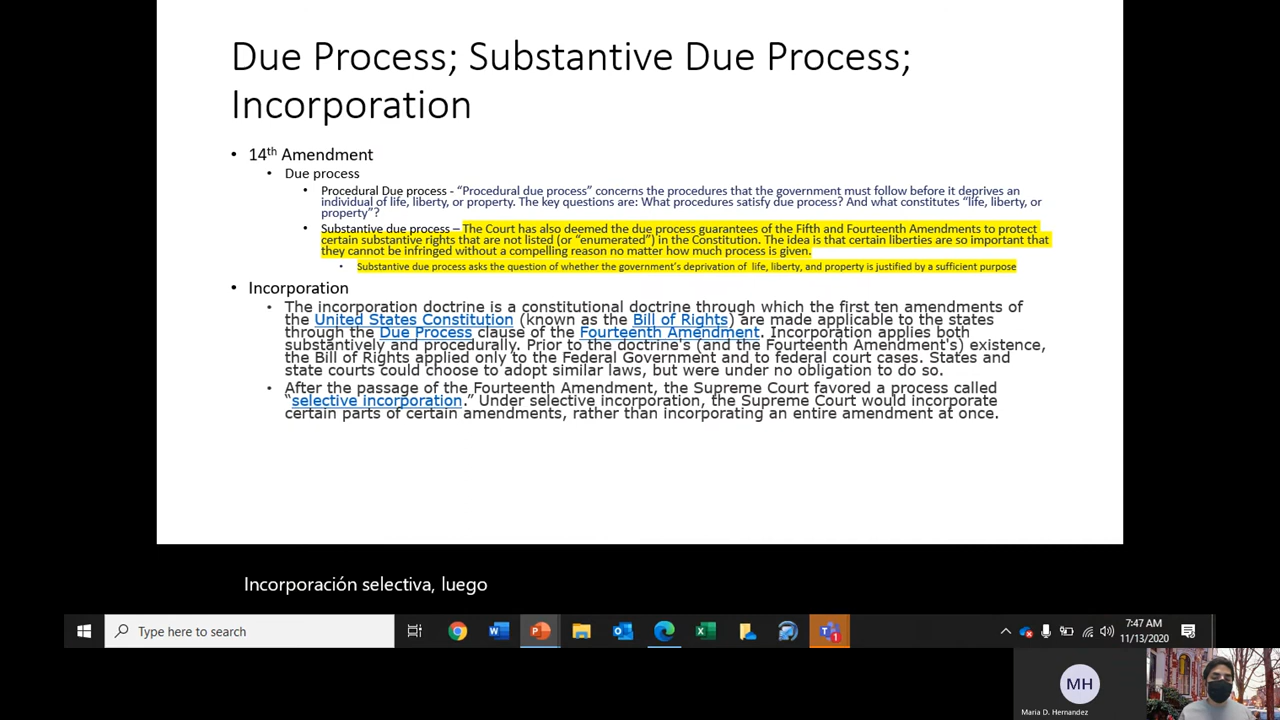 Due Process; Substantive Due Process;
Incorporation
• 14th Amendment
• Due process
• Procedural Due process - “Procedural due process” concerns the procedures that the government must follow before it deprives an
individual of life, liberty, or property. The key questions are: What procedures satisfy due process? And what constitutes “life, liberty, or
property”?
• Substantive due process – The Court has also deemed the due process guarantees of the Fifth and Fourteenth Amendments to protect
certain substantive rights that are not listed (or “enumerated”) in the Constitution. The idea is that certain liberties are so important that
they cannot be infringed without a compelling reason no matter how much process is given.
• Substantive due process asks the question of whether the government’s deprivation of life, liberty, and property is justified by a sufficient purpose
• Incorporation
• The incorporation doctrine is a constitutional doctrine through which the first ten amendments of
the United States Constitution (known as the Bill of Rights) are made applicable to the states
through the Due Process clause of the Fourteenth Amendment. Incorporation applies both
substantively and procedurally. Prior to the doctrine's (and the Fourteenth Amendment's) existence,
the Bill of Rights applied only to the Federal Government and to federal court cases. States and
state courts could choose to adopt similar laws, but were under no obligation to do so.
• After the passage of the Fourteenth Amendment, the Supreme Court favored a process called
“selective incorporation.” Under selective incorporation, the Supreme Court would incorporate
certain parts of certain amendments, rather than incorporating an entire amendment at once.
Incorporación selectiva, luego
Type here to search
7:47 AM
11/13/2020
MH
Maria D. Hernandez